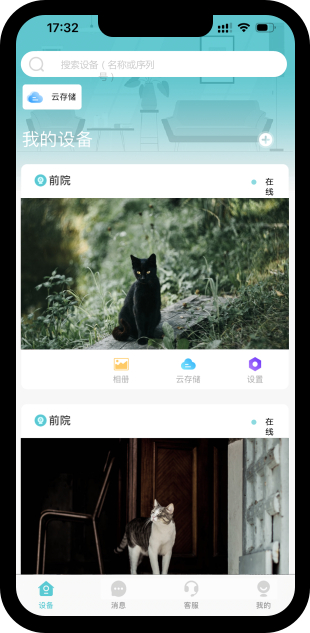 17:32
搜索设备（名称或序列
号）
云存储
我的设备
前院
在
线
相册 云存储 设置
前院
在
线
设备 消息 客服 我的